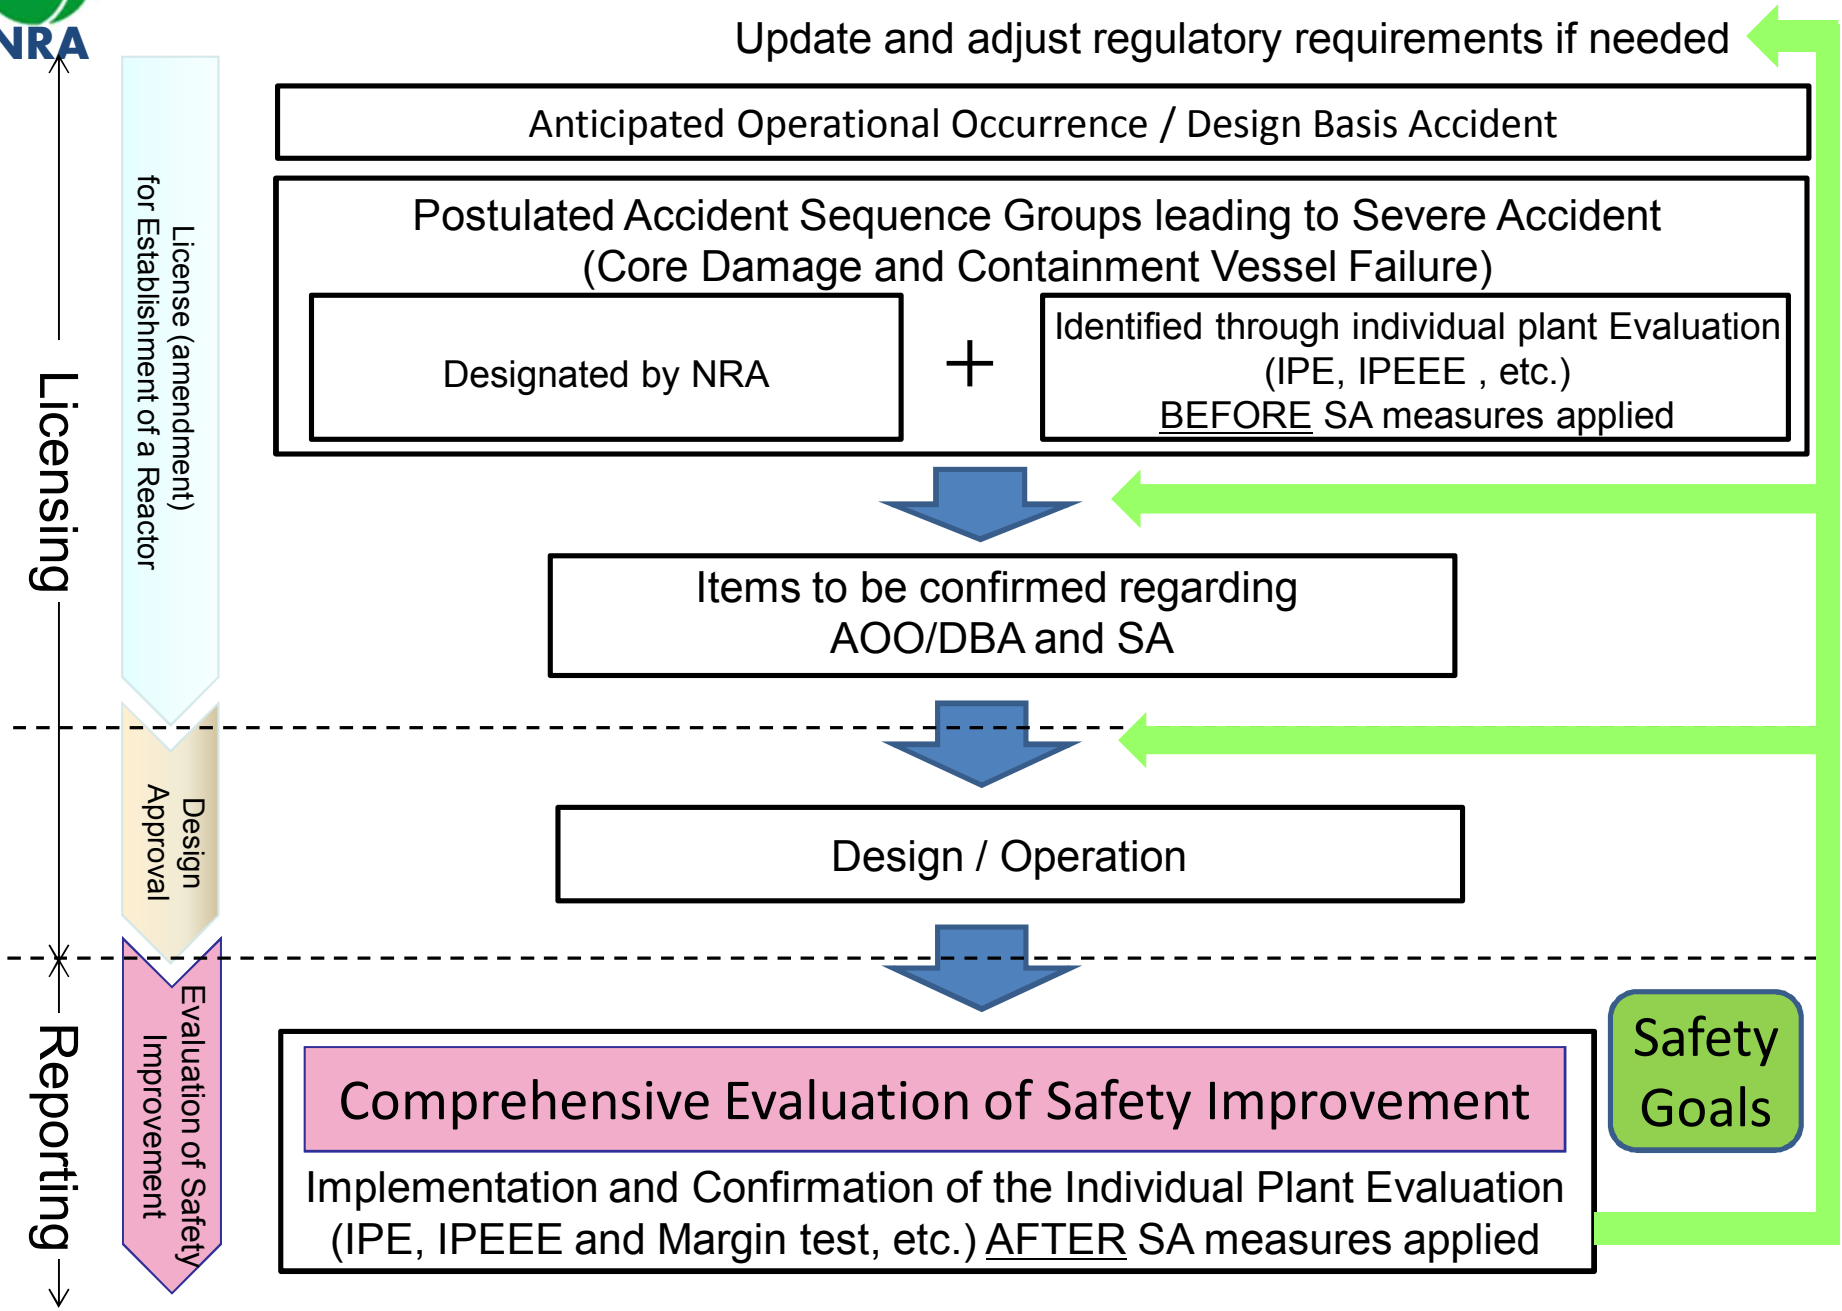 NRA
Update and adjust regulatory requirements if needed
Anticipated Operational Occurrence / Design Basis Accident
Postulated Accident Sequence Groups leading to Severe Accident
(Core Damage and Containment Vessel Failure)
Designated by NRA
+
Identified through individual plant Evaluation
(IPE, IPEEE , etc.)
BEFORE SA measures applied
Items to be confirmed regarding
AOO/DBA and SA
Design / Operation
Comprehensive Evaluation of Safety Improvement
Implementation and Confirmation of the Individual Plant Evaluation
(IPE, IPEEE and Margin test, etc.) AFTER SA measures applied
Safety
Goals
Licensing
Reporting
License (amendment)
for Establishment of a Reactor
Design
Approval
Evaluation of Safety
Improvement